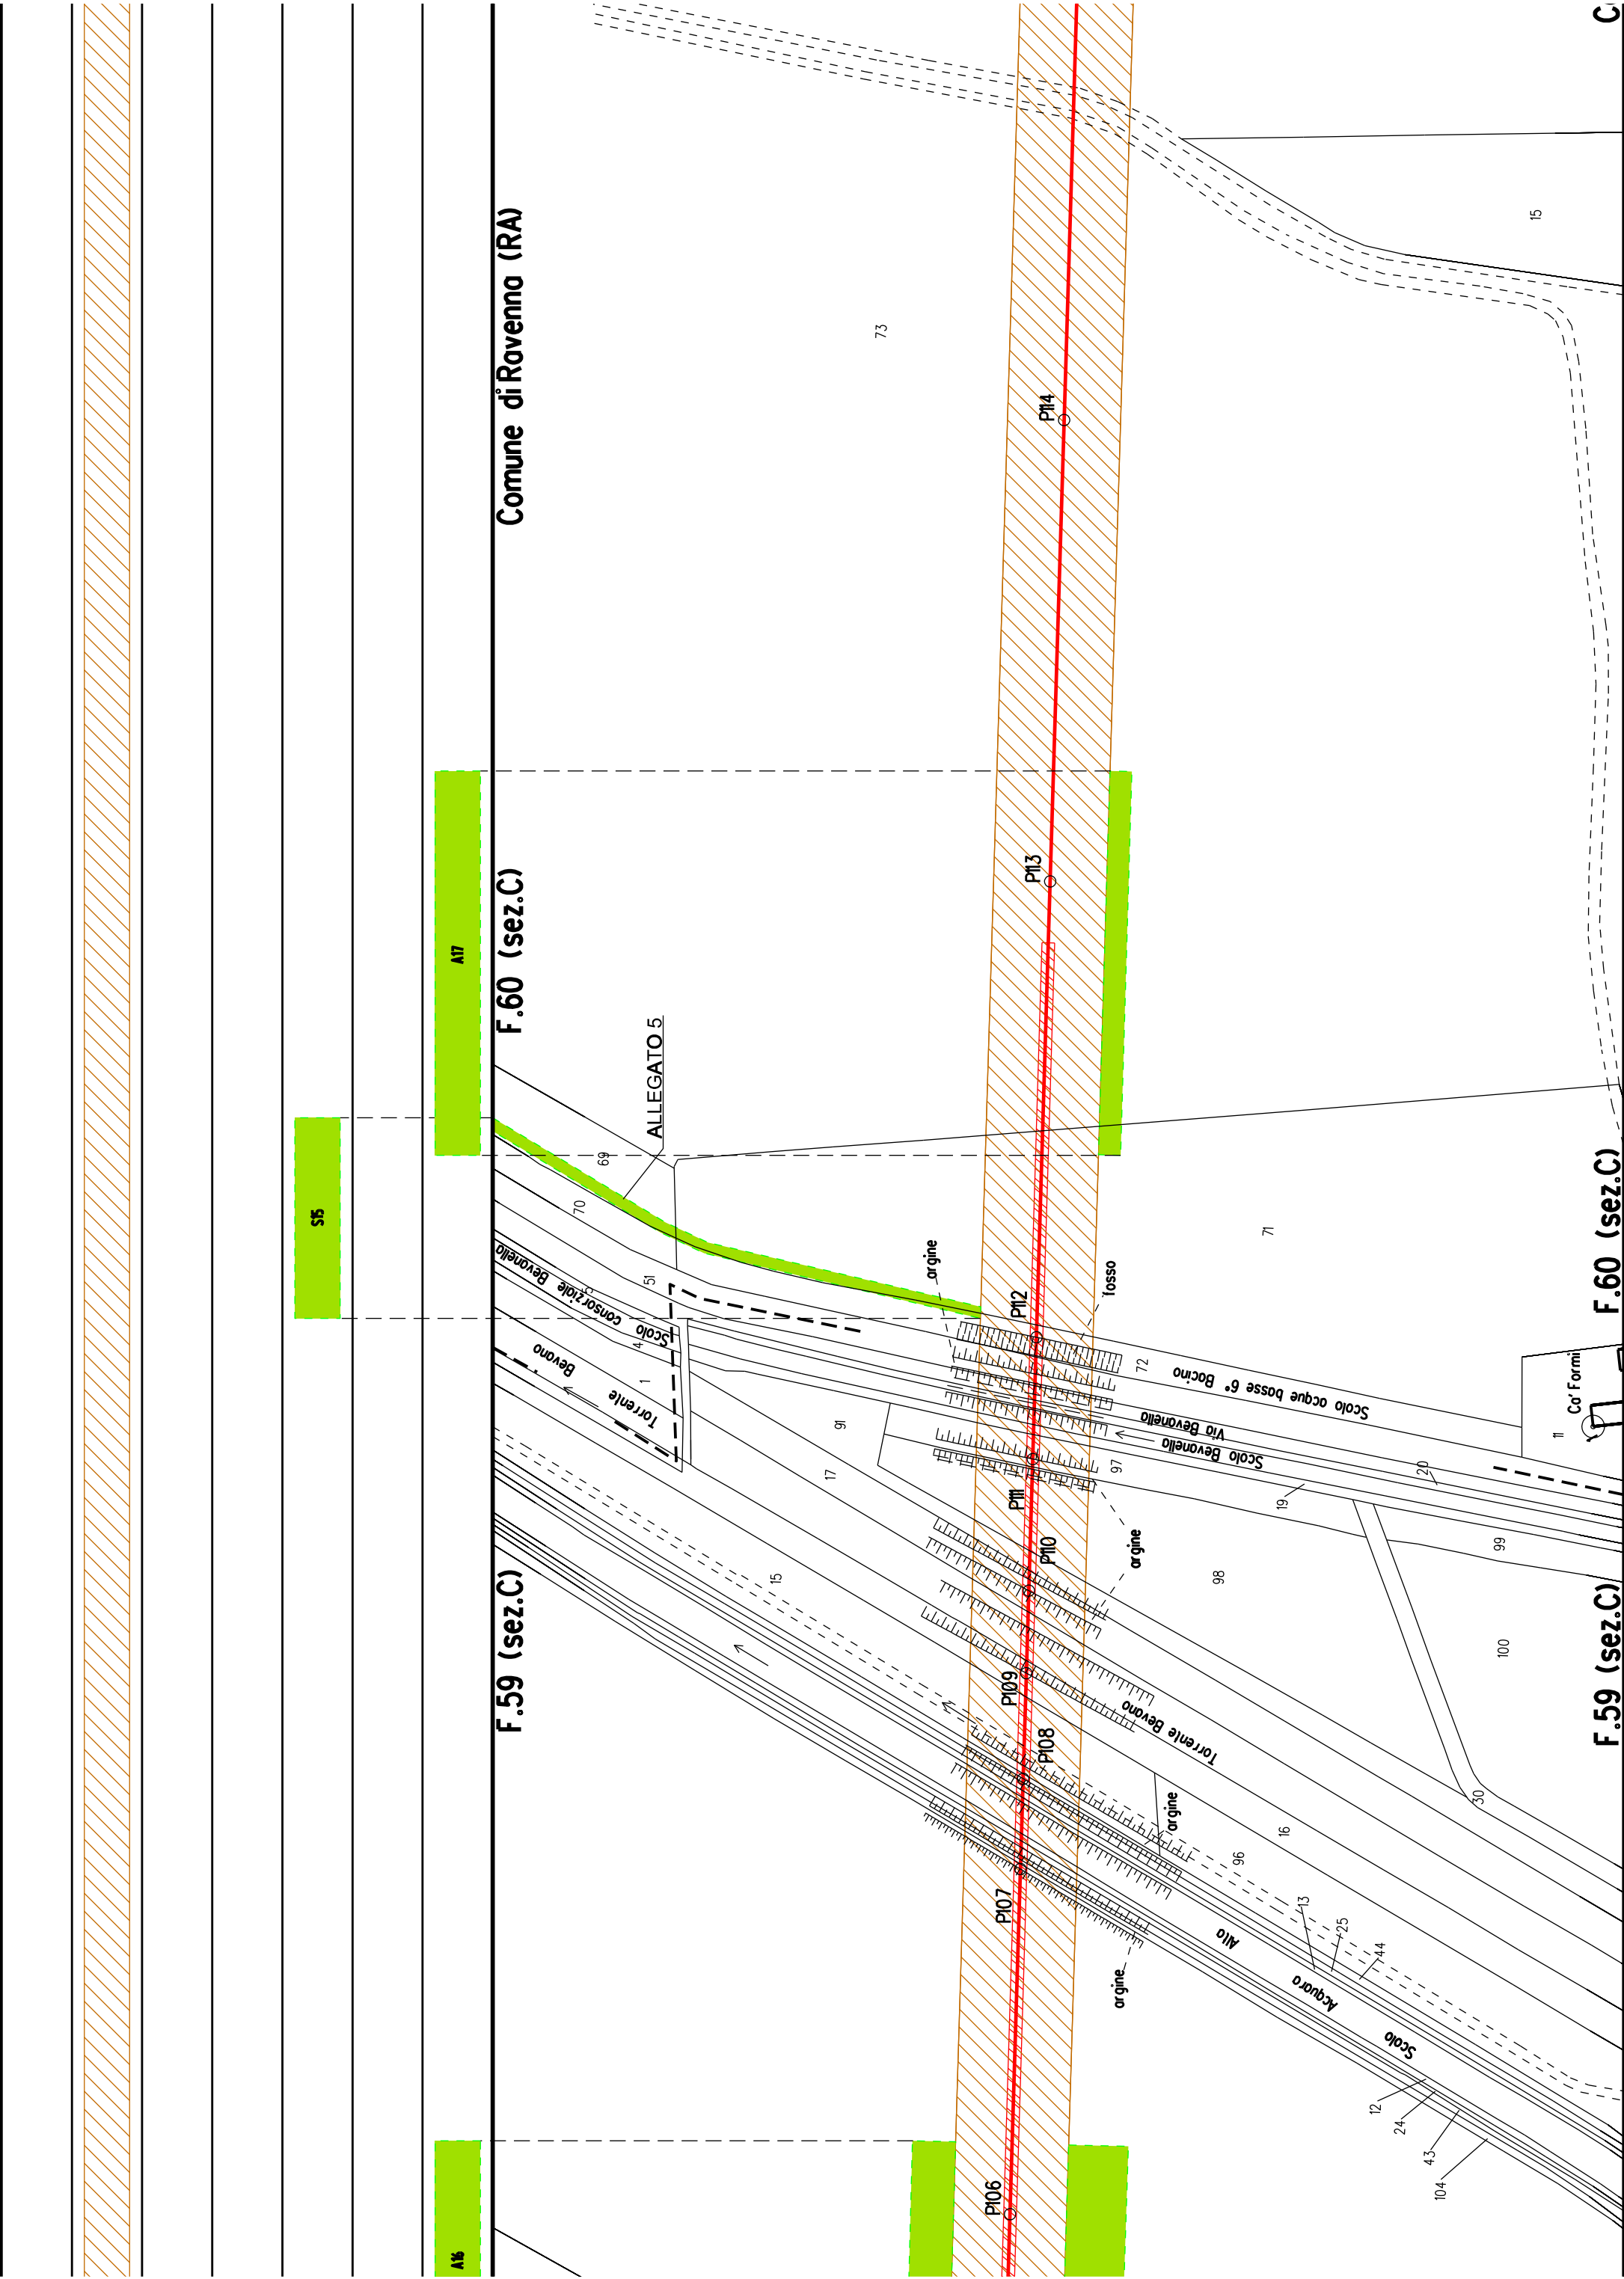 Comune di Ravenna (RA)
F.60 (sez.C)
F.59 (sez.C)
A17
S15
A16
ALLEGATO 5
73
15
P114
P113
P112
P111
P110
P109
P108
P107
P106
69
70
51
4
1
91
17
15
71
72
97
98
19
20
11
99
100
30
16
96
13
25
44
12
24
43
104
argine
fosso
argine
argine
argine
Scolo consorziale Bevanello
Torrente Bevano
Scolo acque basse 6° Bacino
Via Bevanello
Scolo Bevanello
Torrente Bevano
Scolo Acquara Alta
Ca' Formi
F.60 (sez.C)
F.59 (sez.C)